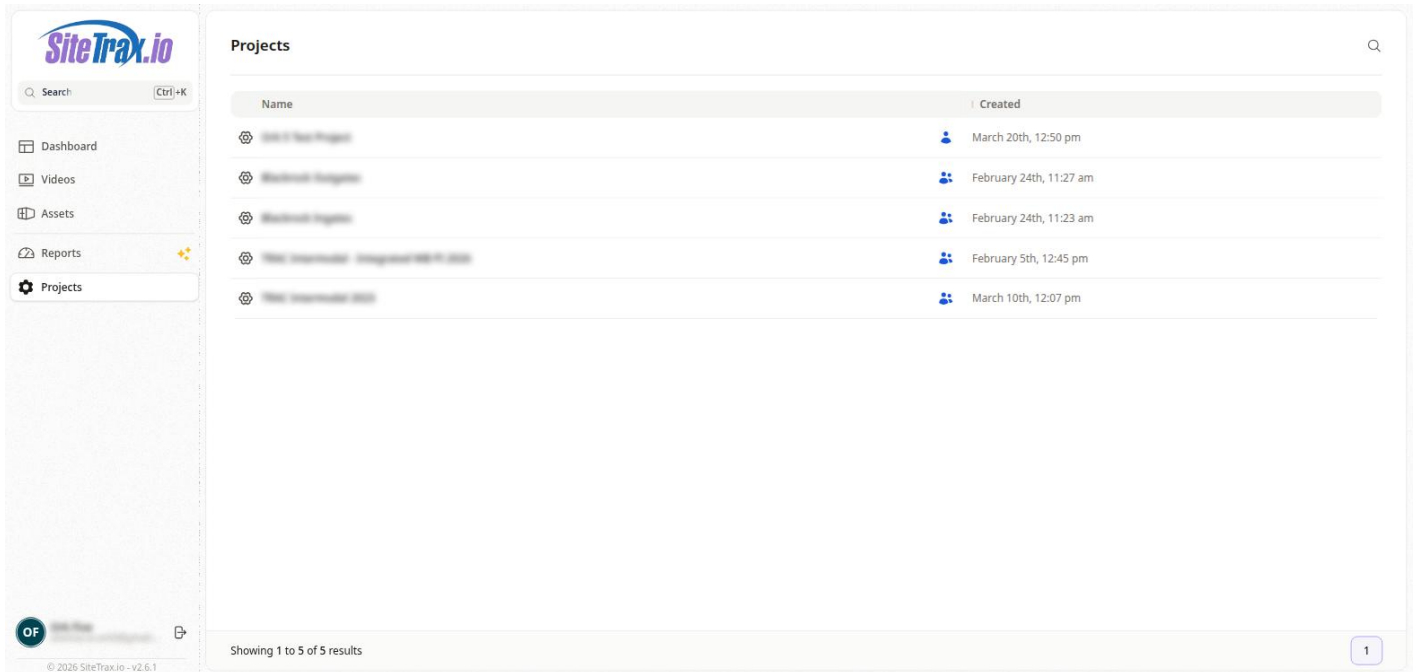 SiteTrax.io
Search Ctrl+K
Dashboard
Videos
Assets
Reports
Projects
OF
© 2026 SiteTrax.io - v2.6.1
Projects
Name Created
March 20th, 12:50 pm
February 24th, 11:27 am
February 24th, 11:23 am
February 5th, 12:45 pm
March 10th, 12:07 pm
Showing 1 to 5 of 5 results
1